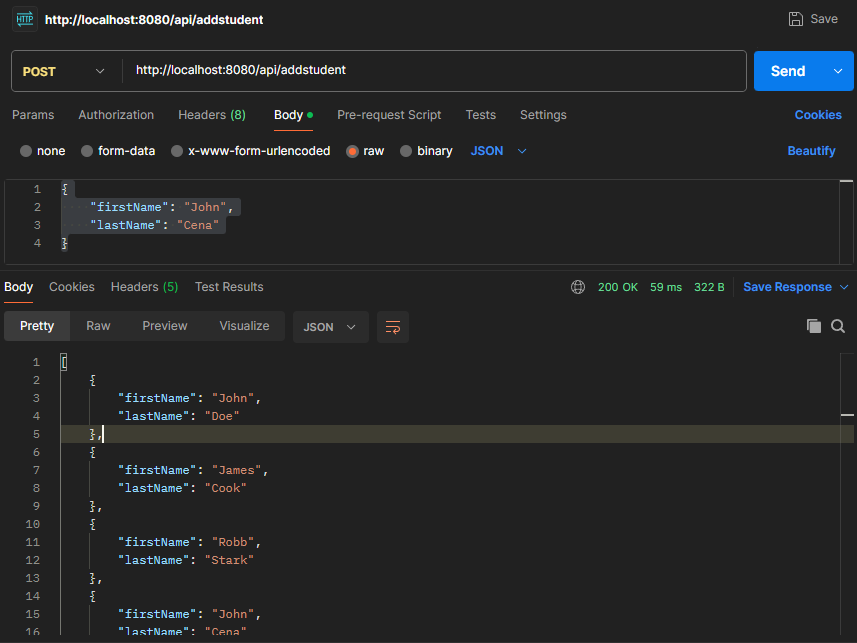 HTTP http://localhost:8080/api/addstudent Save
POST http://localhost:8080/api/addstudent Send
Params Authorization Headers (8) Body Pre-request Script Tests Settings Cookies
none form-data x-www-form-urlencoded raw binary JSON Beautify
1 {
2 "firstName": "John",
3 "lastName": "Cena"
4 }
Body Cookies Headers (5) Test Results 200 OK 59 ms 322 B Save Response
Pretty Raw Preview Visualize JSON
1 [
2 {
3 "firstName": "John",
4 "lastName": "Doe"
5 },
6 {
7 "firstName": "James",
8 "lastName": "Cook"
9 },
10 {
11 "firstName": "Robb",
12 "lastName": "Stark"
13 },
14 {
15 "firstName": "John",
16 "lastName": "Cena"